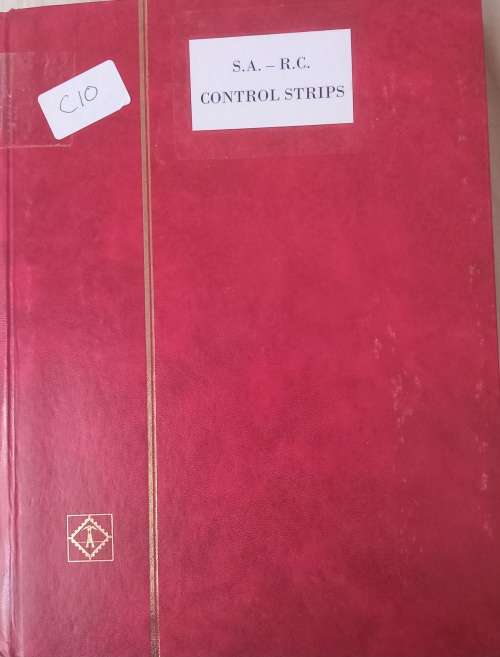 C10
S.A. – R.C.
CONTROL STRIPS